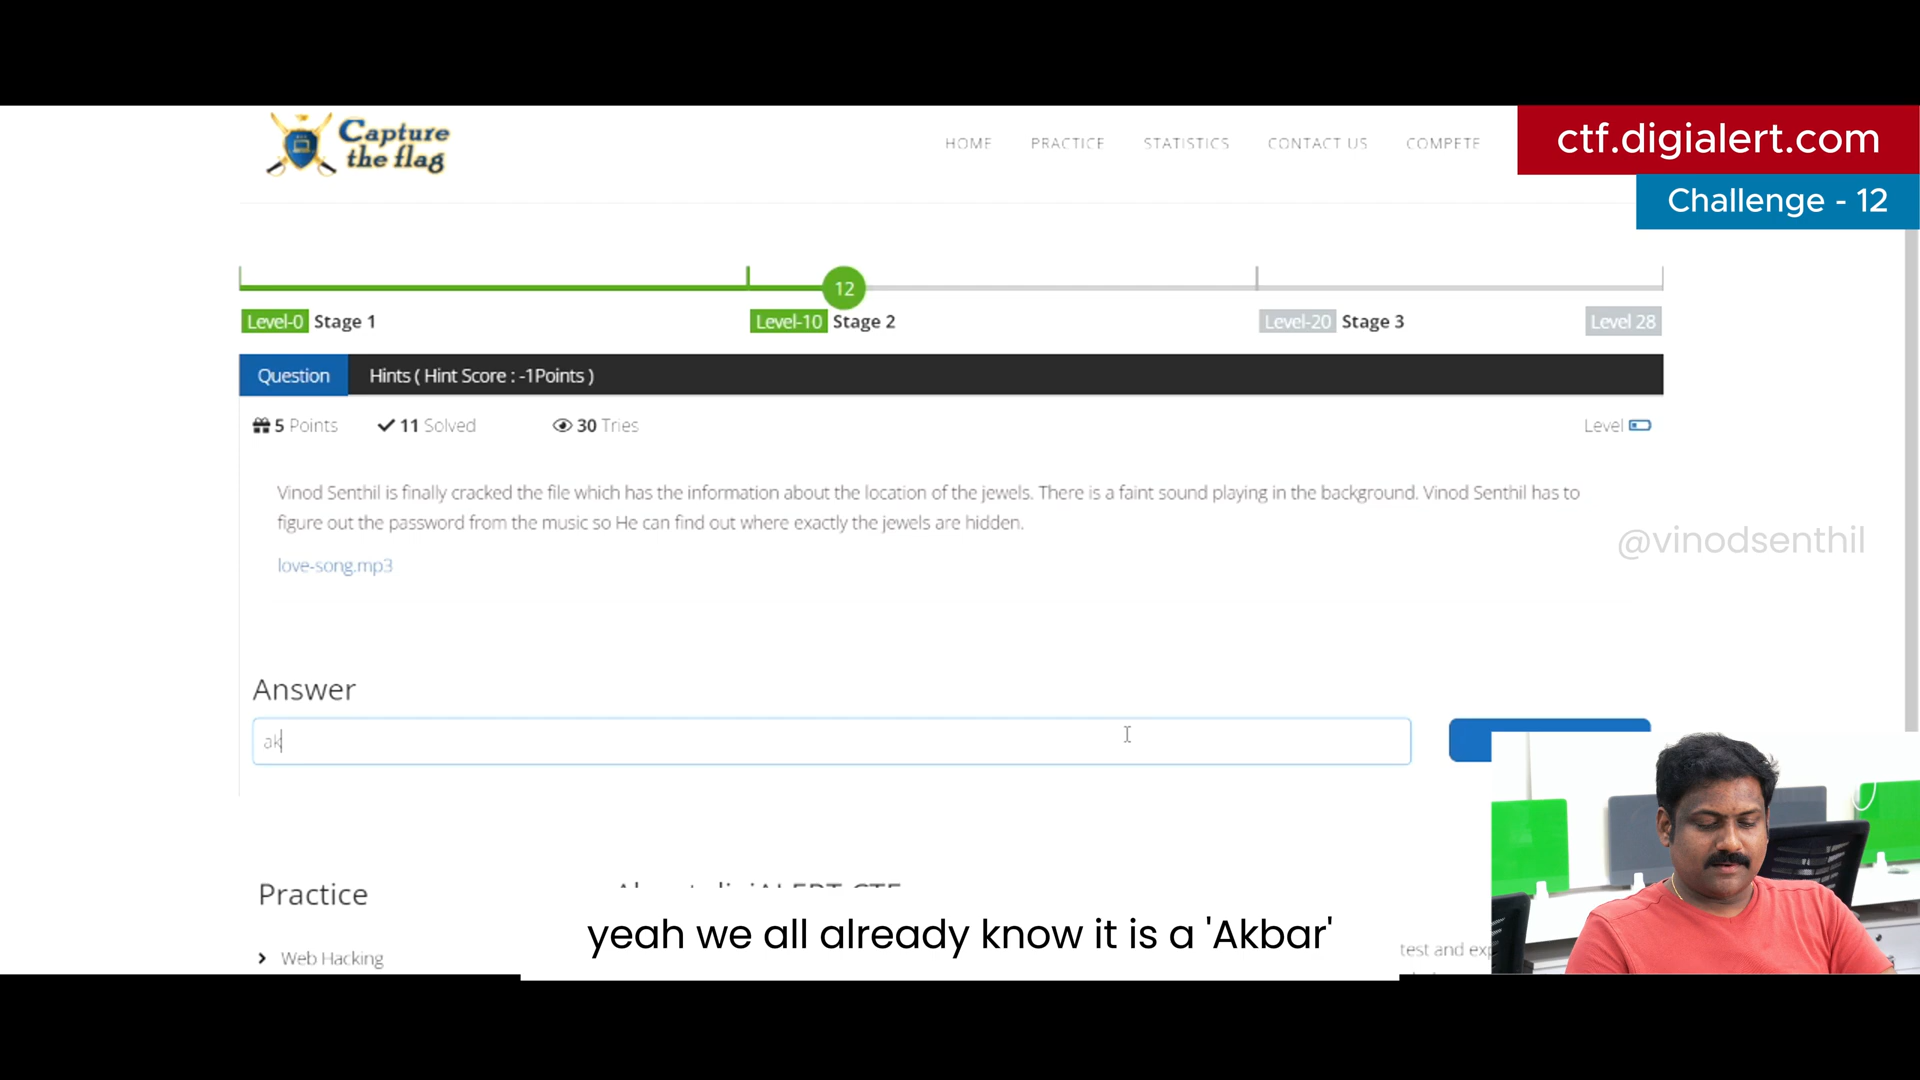 Capture
the flag
HOME PRACTICE STATISTICS CONTACT US COMPETE
ctf.digialert.com
Challenge - 12
12
Level-0 Stage 1
Level-10 Stage 2
Level-20 Stage 3
Level 28
Question
Hints ( Hint Score : -1Points )
5 Points 11 Solved 30 Tries
Level
Vinod Senthil is finally cracked the file which has the information about the location of the jewels. There is a faint sound playing in the background. Vinod Senthil has to
figure out the password from the music so He can find out where exactly the jewels are hidden.
@vinodsenthil
love-song.mp3
Answer
ak
Practice
yeah we all already know it is a 'Akbar'
Web Hacking
test and